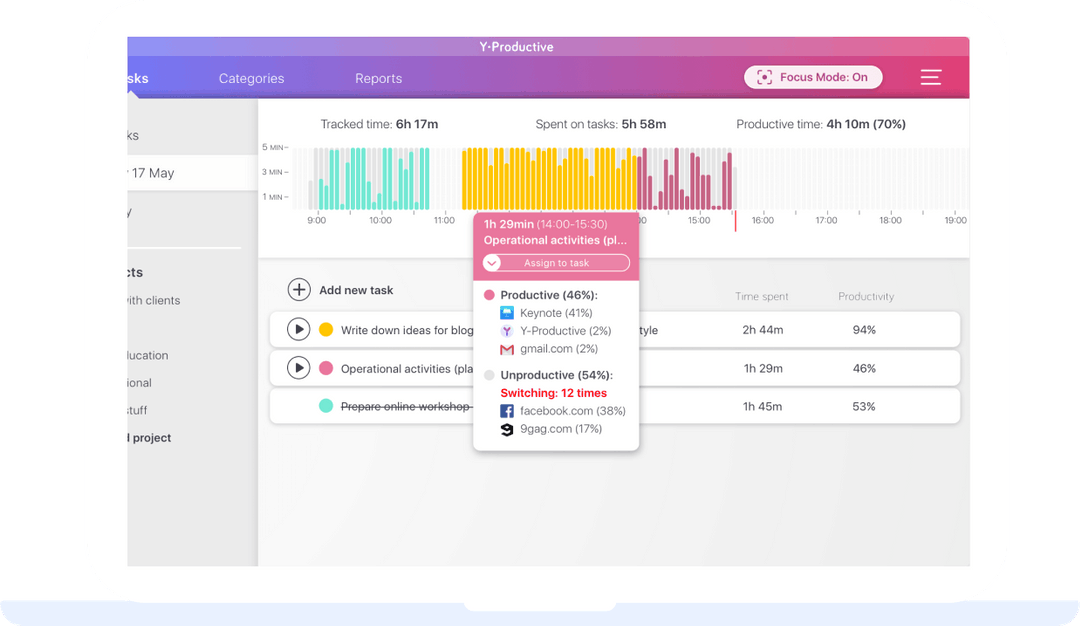 Y-Productive
sks
Categories
Reports
Focus Mode: On
Tracked time: 6h 17m
Spent on tasks: 5h 58m
Productive time: 4h 10m (70%)
ks
17 May
y
cts
ith clients
ucation
ional
stuff
l project
5 MIN
3 MIN
1 MIN
9:00 10:00 11:00 00 15:00 16:00 17:00 18:00 19:00
1h 29min (14:00-15:30)
Operational activities (pl...
Assign to task
Productive (46%):
Keynote (41%)
Y-Productive (2%)
gmail.com (2%)
Unproductive (54%):
Switching: 12 times
facebook.com (38%)
9gag.com (17%)
Add new task
Time spent Productivity
Write down ideas for blog tyle 2h 44m 94%
Operational activities (pla 1h 29m 46%
Prepare online workshop 1h 45m 53%